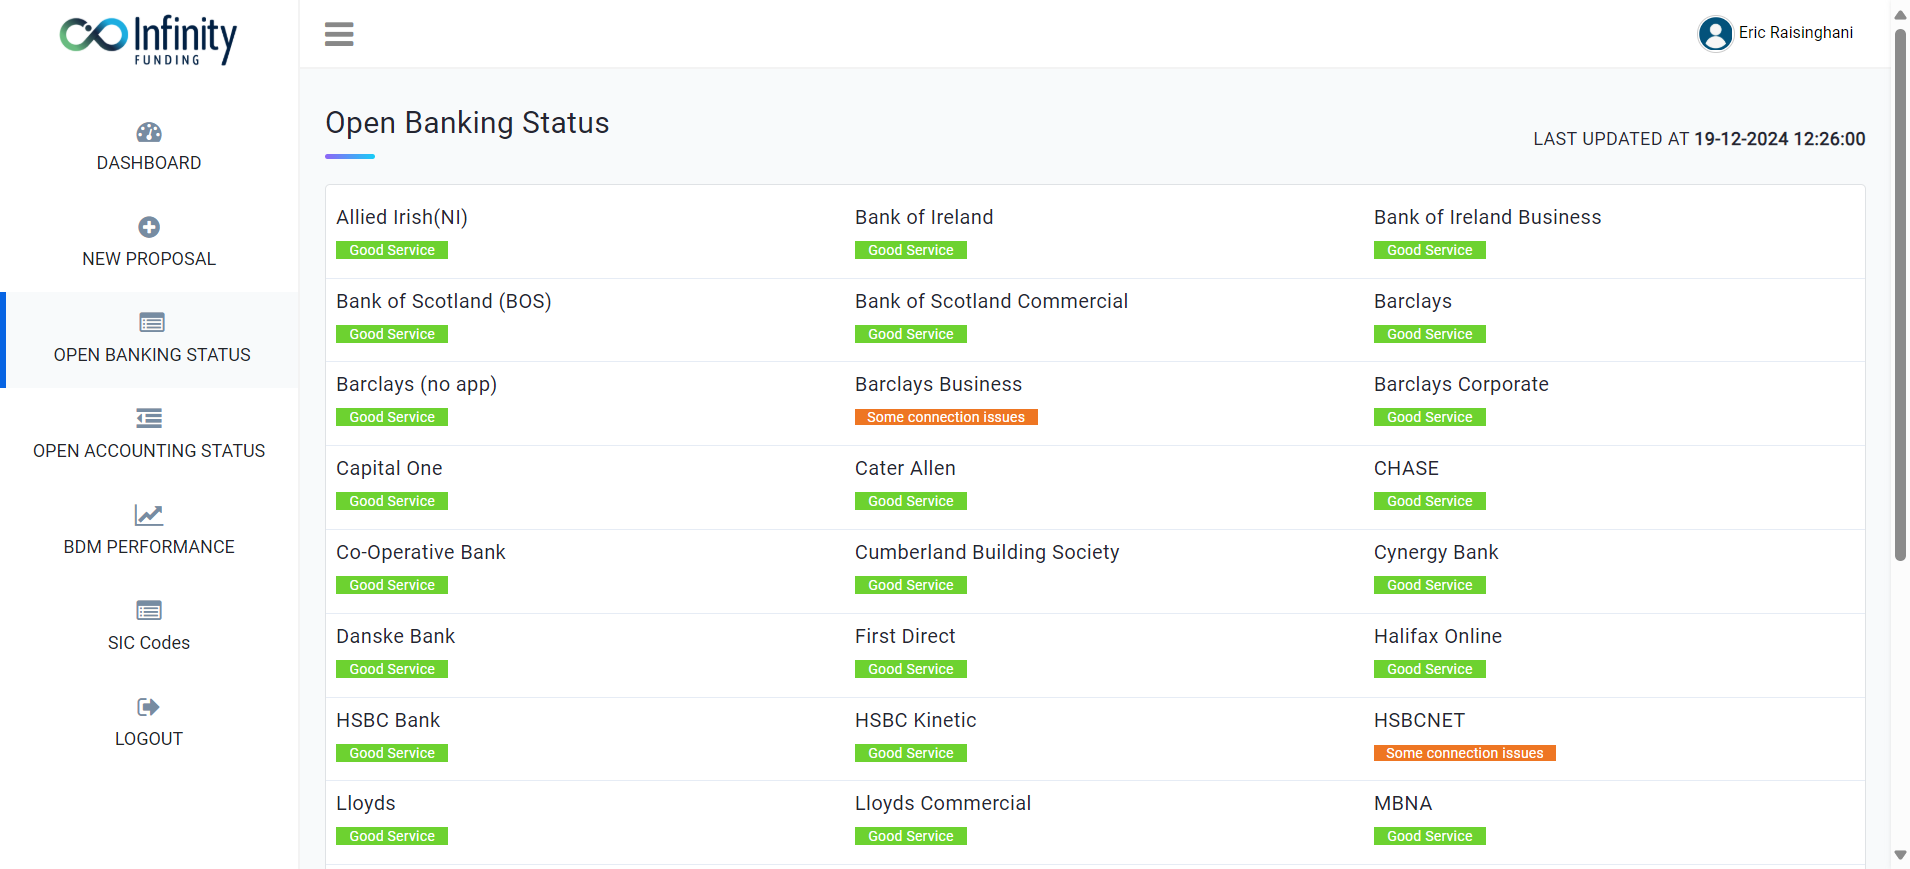 Infinity
FUNDING
Eric Raisinghani
DASHBOARD
NEW PROPOSAL
OPEN BANKING STATUS
OPEN ACCOUNTING STATUS
BDM PERFORMANCE
SIC Codes
LOGOUT
Open Banking Status
LAST UPDATED AT 19-12-2024 12:26:00
Allied Irish(NI) Bank of Ireland Bank of Ireland Business
Good Service Good Service Good Service
Bank of Scotland (BOS) Bank of Scotland Commercial Barclays
Good Service Good Service Good Service
Barclays (no app) Barclays Business Barclays Corporate
Good Service Some connection issues Good Service
Capital One Cater Allen CHASE
Good Service Good Service Good Service
Co-Operative Bank Cumberland Building Society Cynergy Bank
Good Service Good Service Good Service
Danske Bank First Direct Halifax Online
Good Service Good Service Good Service
HSBC Bank HSBC Kinetic HSBCNET
Good Service Good Service Some connection issues
Lloyds Lloyds Commercial MBNA
Good Service Good Service Good Service